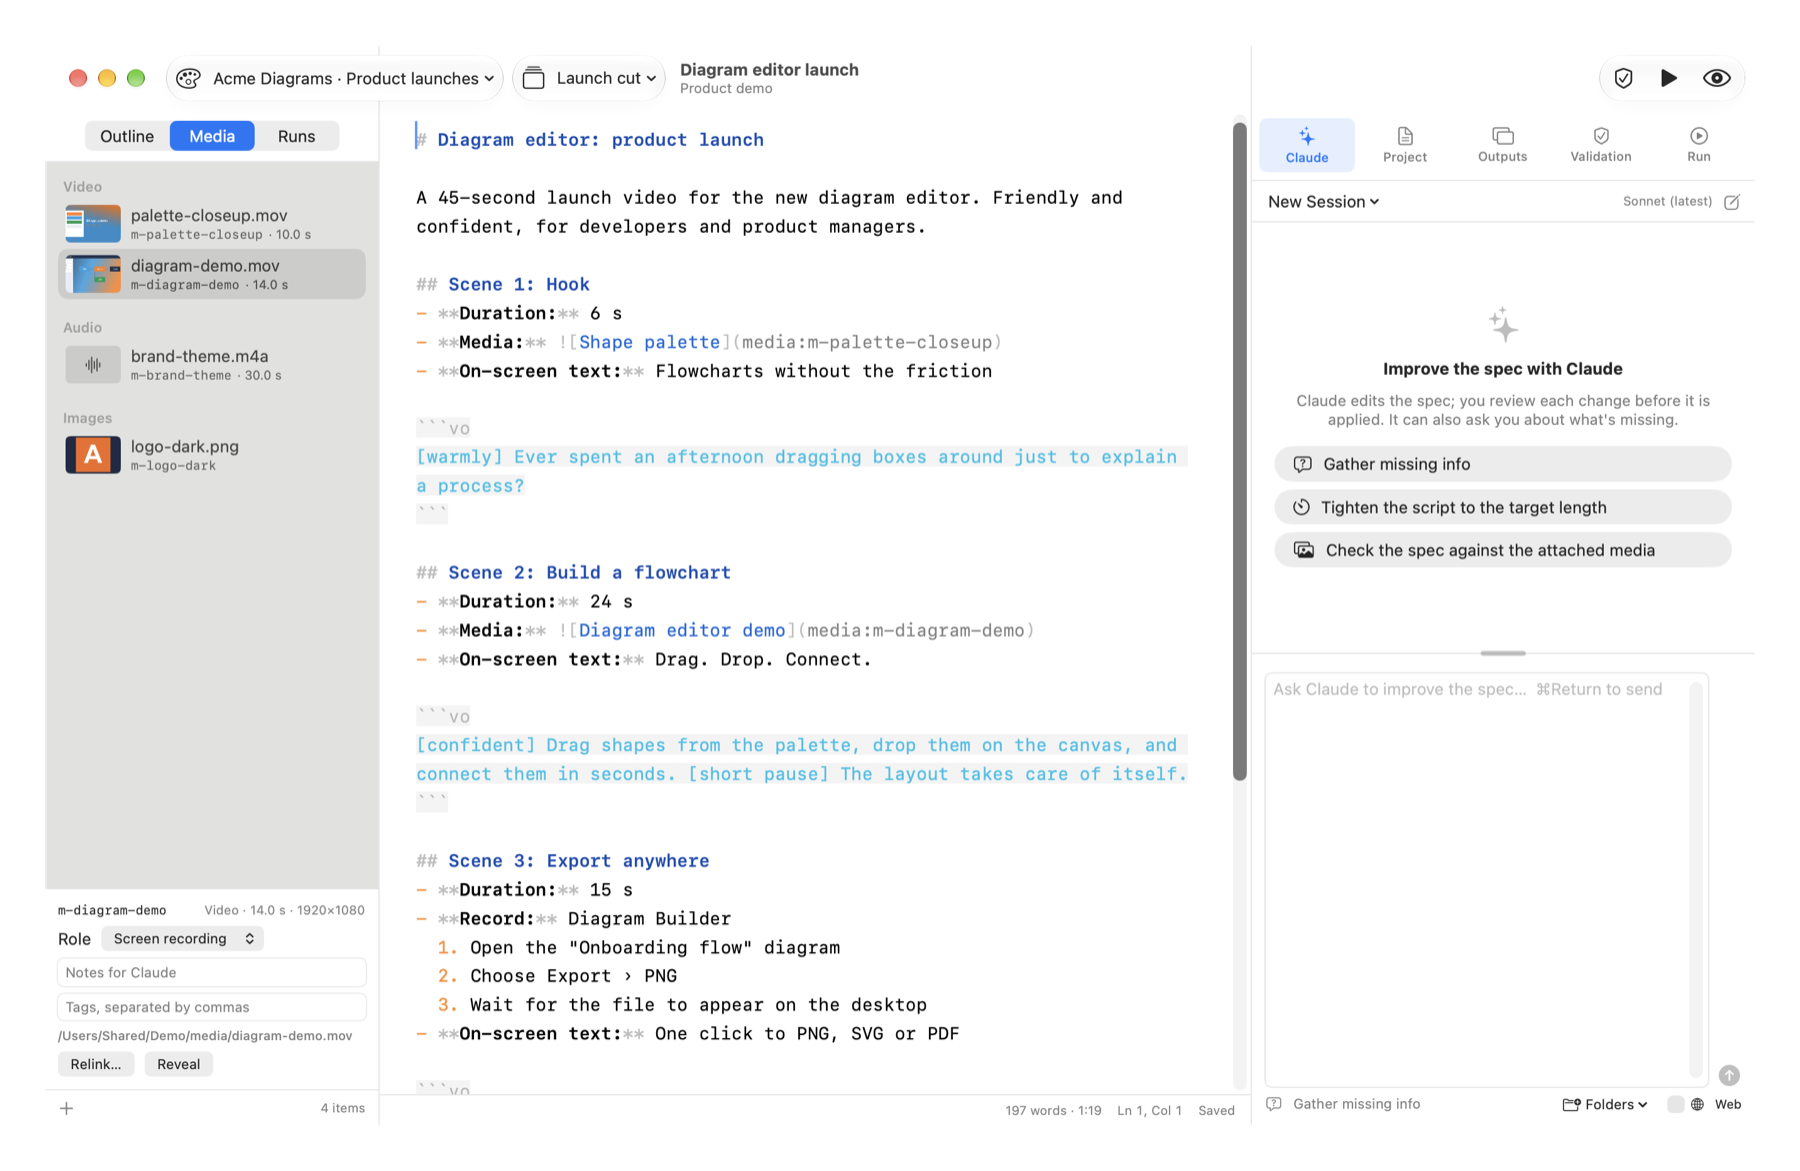 Acme Diagrams · Product launches
Launch cut
Diagram editor launch
Product demo
Outline
Media
Runs
Video
palette-closeup.mov
m-palette-closeup · 10.0 s
diagram-demo.mov
m-diagram-demo · 14.0 s
Audio
brand-theme.m4a
m-brand-theme · 30.0 s
Images
A
logo-dark.png
m-logo-dark
m-diagram-demo
Video · 14.0 s · 1920×1080
Role
Screen recording
Notes for Claude
Tags, separated by commas
/Users/Shared/Demo/media/diagram-demo.mov
Relink...
Reveal
4 items
# Diagram editor: product launch
A 45-second launch video for the new diagram editor. Friendly and
confident, for developers and product managers.
## Scene 1: Hook
- **Duration:** 6 s
- **Media:** ![Shape palette](media:m-palette-closeup)
- **On-screen text:** Flowcharts without the friction
```vo
[warmly] Ever spent an afternoon dragging boxes around just to explain
a process?
```
## Scene 2: Build a flowchart
- **Duration:** 24 s
- **Media:** ![Diagram editor demo](media:m-diagram-demo)
- **On-screen text:** Drag. Drop. Connect.
```vo
[confident] Drag shapes from the palette, drop them on the canvas, and
connect them in seconds. [short pause] The layout takes care of itself.
```
## Scene 3: Export anywhere
- **Duration:** 15 s
- **Record:** Diagram Builder
1. Open the "Onboarding flow" diagram
2. Choose Export › PNG
3. Wait for the file to appear on the desktop
- **On-screen text:** One click to PNG, SVG or PDF
```vo
197 words · 1:19
Ln 1, Col 1
Saved
Claude
Project
Outputs
Validation
Run
New Session
Sonnet (latest)
Improve the spec with Claude
Claude edits the spec; you review each change before it is
applied. It can also ask you about what's missing.
Gather missing info
Tighten the script to the target length
Check the spec against the attached media
Ask Claude to improve the spec... ⌘Return to send
Gather missing info
Folders
Web